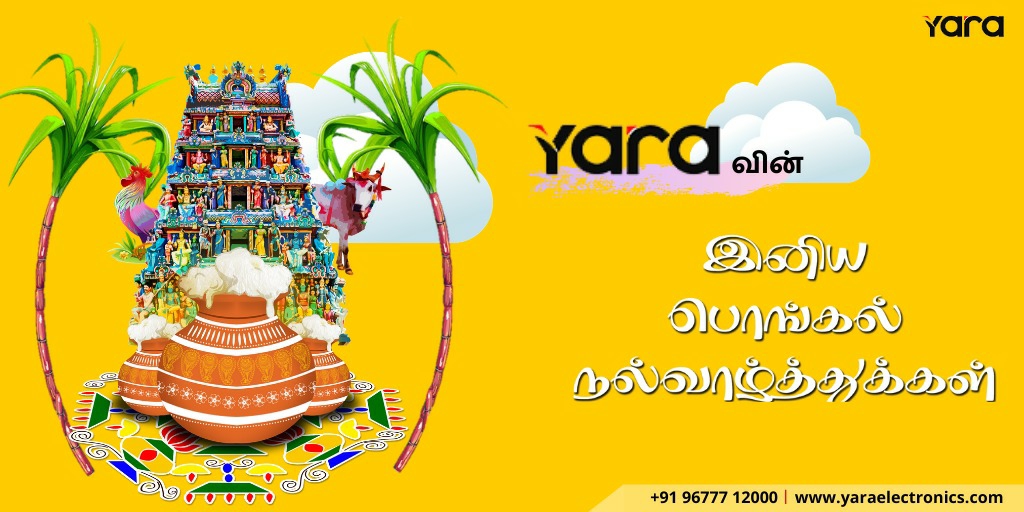 yara
yara வின்
இனிய
பொங்கல்
நல்வாழ்த்துக்கள்
+91 96777 12000 | www.yaraelectronics.com